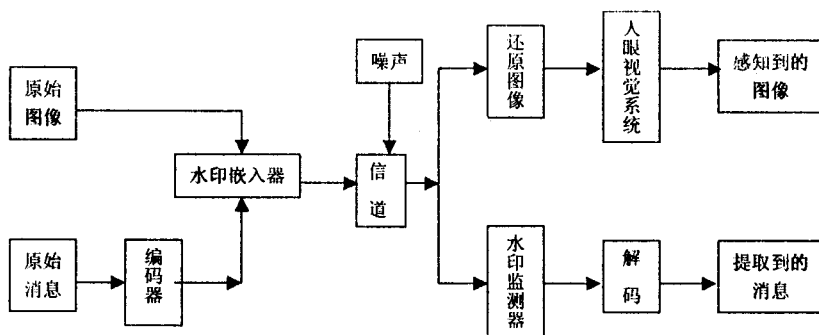 原始
图像
噪声
还原图像
人眼视觉系统
感知到的
图像
水印嵌入器
信
道
原始
消息
编码器
水印监测器
解
码
提取到的
消息